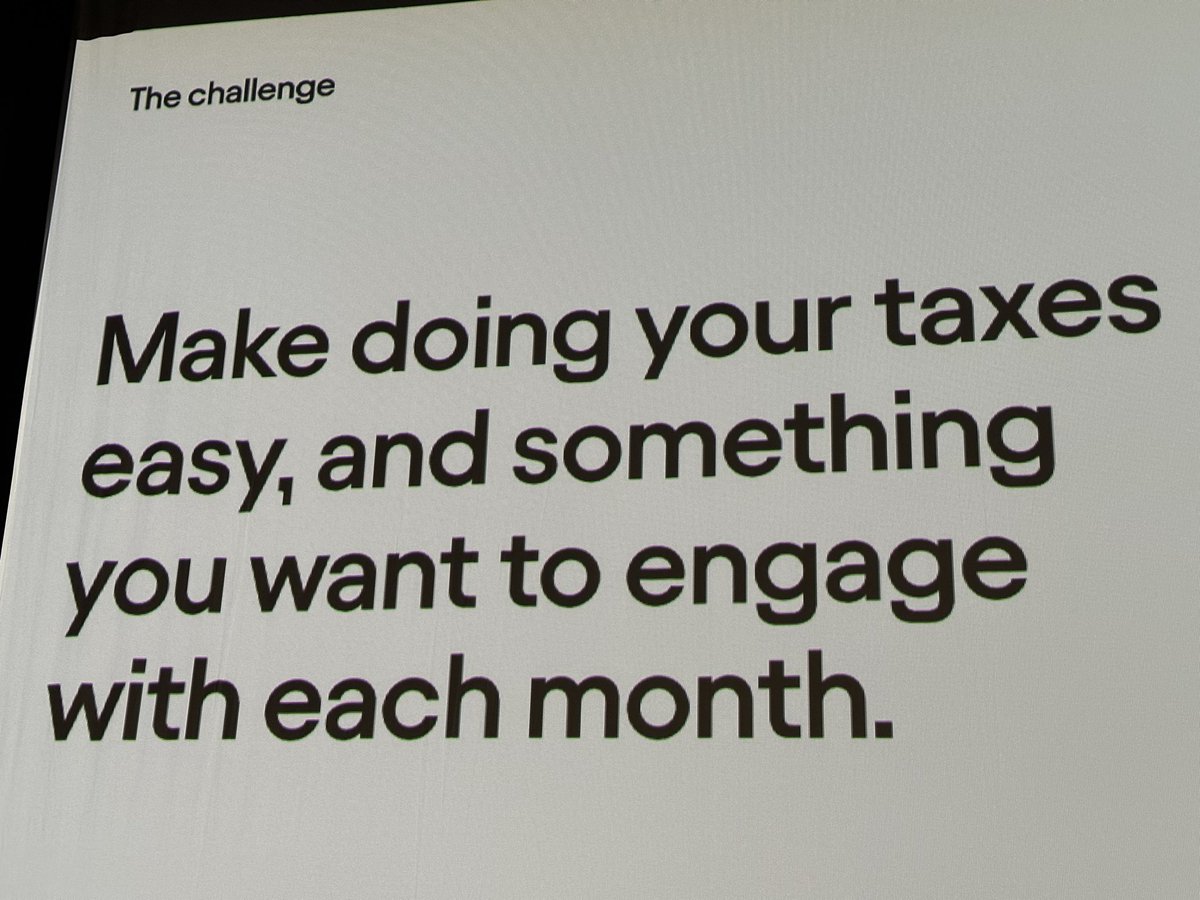 The challenge
Make doing your taxes
easy, and something
you want to engage
with each month.